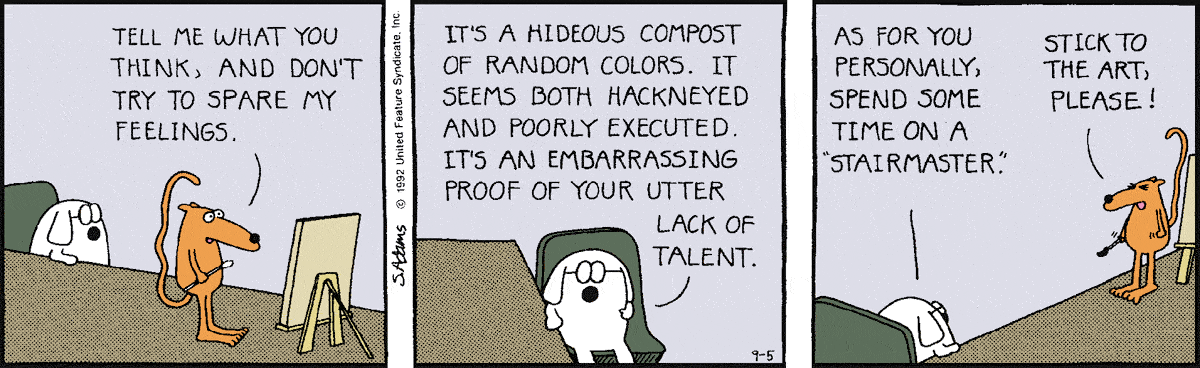 TELL ME WHAT YOU
THINK, AND DON'T
TRY TO SPARE MY
FEELINGS.
© 1992 United Feature Syndicate, Inc.
S.Adams
IT'S A HIDEOUS COMPOST
OF RANDOM COLORS. IT
SEEMS BOTH HACKNEYED
AND POORLY EXECUTED.
IT'S AN EMBARRASSING
PROOF OF YOUR UTTER
LACK OF
TALENT.
9-5
AS FOR YOU
PERSONALLY,
SPEND SOME
TIME ON A
"STAIRMASTER."
STICK TO
THE ART,
PLEASE!